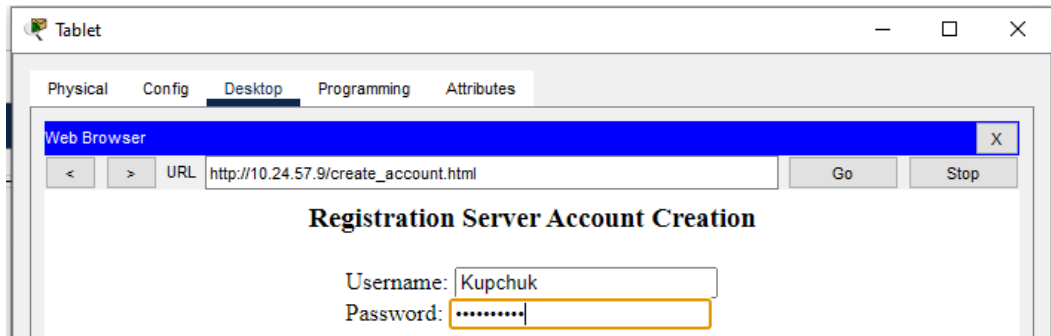 Tablet
Physical Config Desktop Programming Attributes
Web Browser X
< > URL http://10.24.57.9/create_account.html Go Stop
Registration Server Account Creation
Username: Kupchuk
Password: ••••••••••